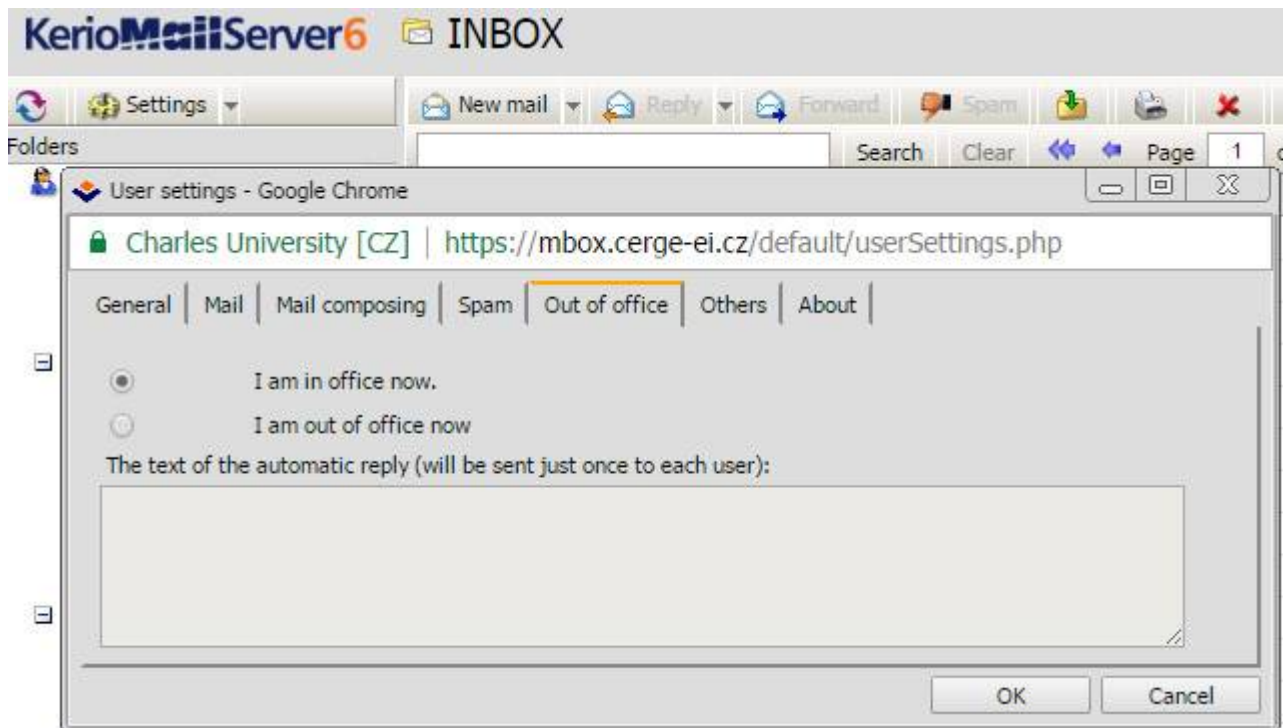 KerioMailServer6 INBOX
Settings New mail Reply Forward Spam
Folders Search Clear Page 1
User settings - Google Chrome
Charles University [CZ] | https://mbox.cerge-ei.cz/default/userSettings.php
General Mail Mail composing Spam Out of office Others About
I am in office now.
I am out of office now
The text of the automatic reply (will be sent just once to each user):
OK Cancel